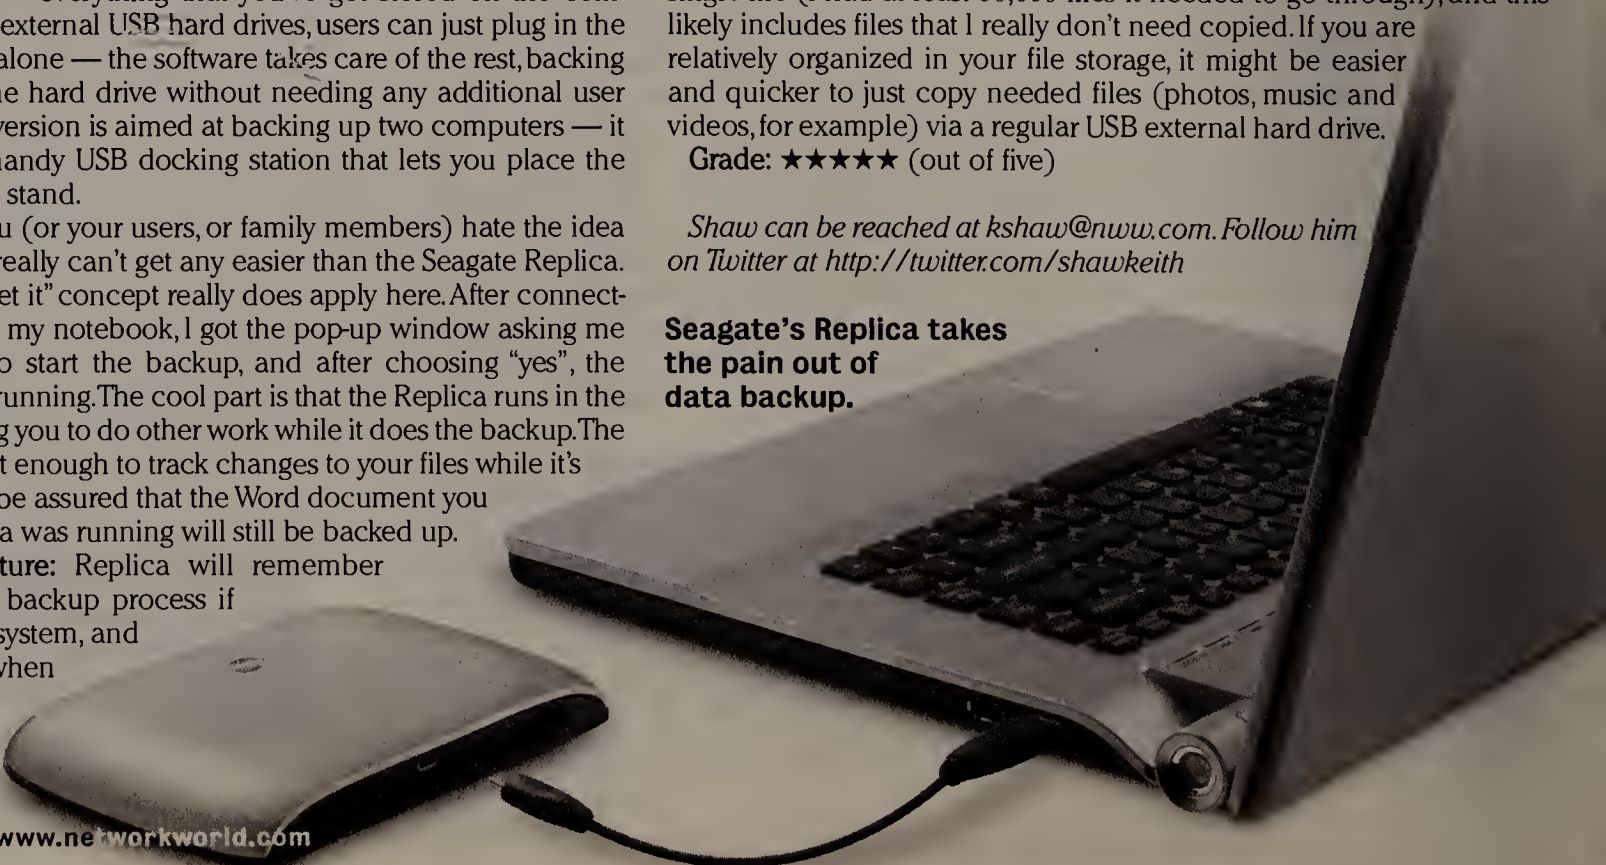 external USB hard drives, users can just plug in the
alone — the software takes care of the rest, backing
hard drive without needing any additional user
version is aimed at backing up two computers — it
handy USB docking station that lets you place the
stand.
(or your users, or family members) hate the idea
really can't get any easier than the Seagate Replica.
it” concept really does apply here. After connect-
my notebook, I got the pop-up window asking me
start the backup, and after choosing “yes”, the
running. The cool part is that the Replica runs in the
you to do other work while it does the backup. The
enough to track changes to your files while it's
be assured that the Word document you
was running will still be backed up.
Replica will remember
backup process if
system, and
when
likely includes files that I really don't need copied. If you are
relatively organized in your file storage, it might be easier
and quicker to just copy needed files (photos, music and
videos, for example) via a regular USB external hard drive.
Grade: ★★★★★ (out of five)
Shaw can be reached at kshaw@nww.com. Follow him
on Twitter at http://twitter.com/shawkeith
Seagate's Replica takes
the pain out of
data backup.
www.networkworld.com